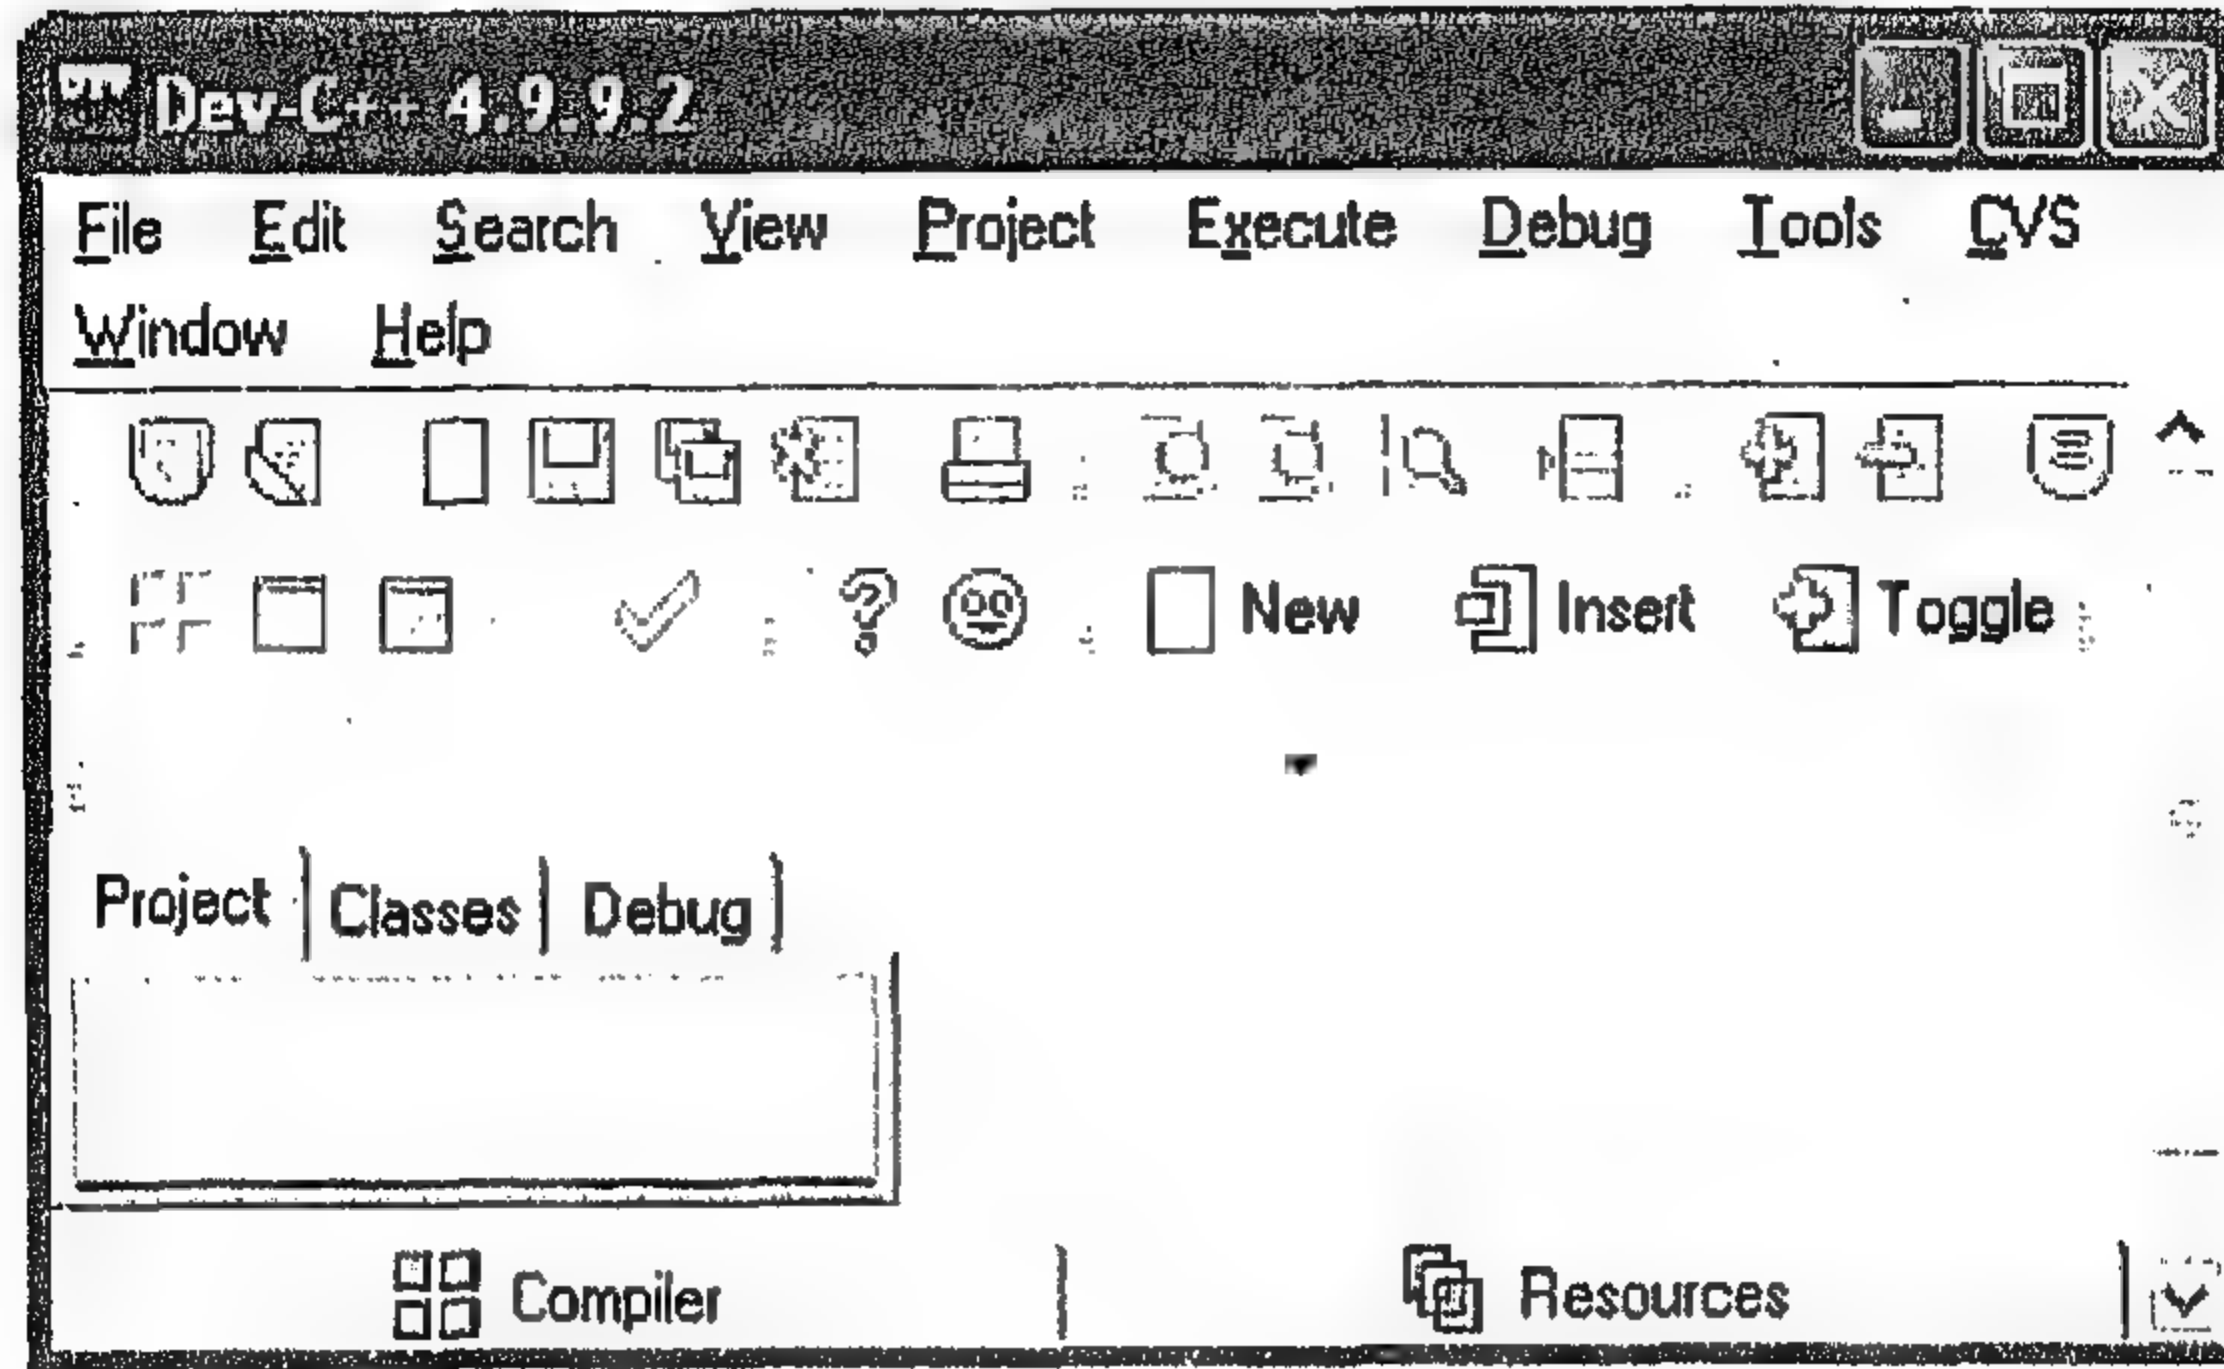 Dev-C++ 4.9.9.2
File Edit Search View Project Execute Debug Tools CVS
Window Help
New Insert Toggle
Project Classes Debug
Compiler Resources